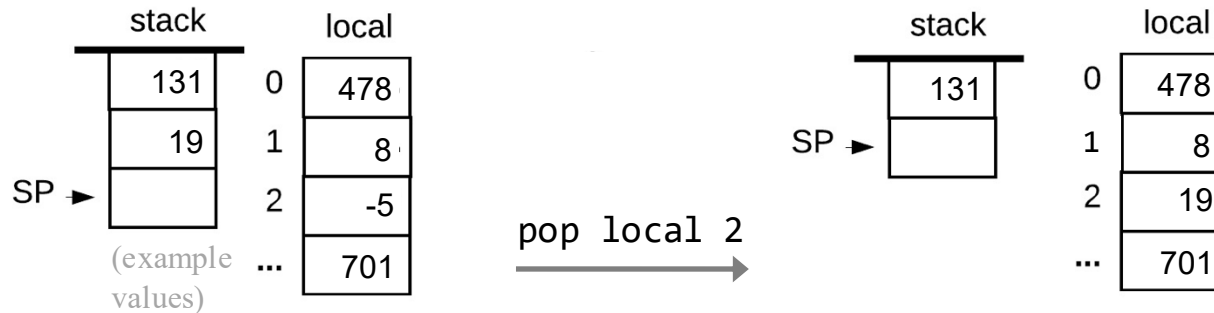 stack local
131 0 478
19 1 8
SP 2 -5
(example
values)
... 701
pop local 2
stack local
131 0 478
SP 1 8
2 19
... 701